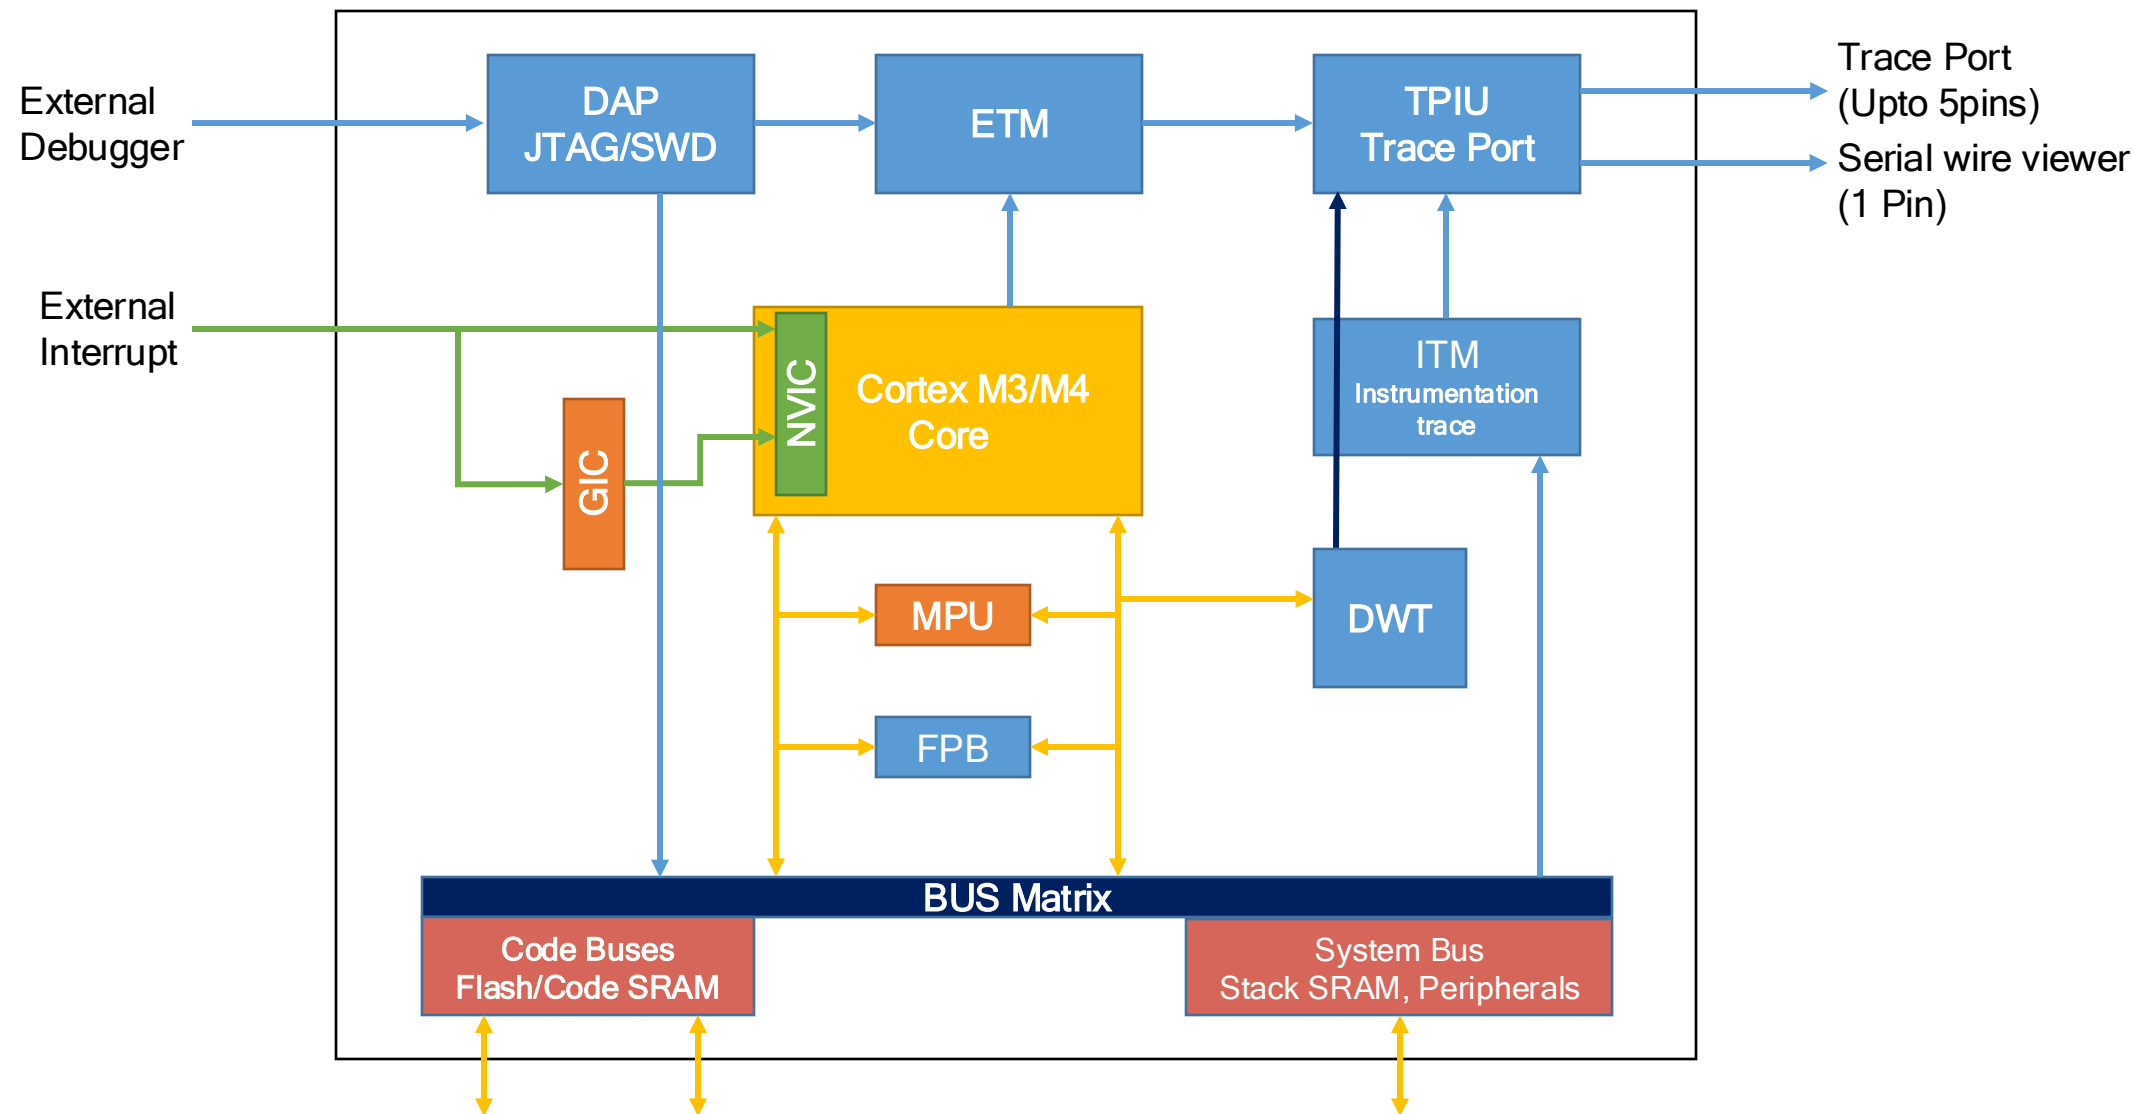 External
Debugger
DAP
JTAG/SWD
ETM
TPIU
Trace Port
Trace Port
(Upto 5pins)
Serial wire viewer
(1 Pin)
External
Interrupt
GIC
NVIC
Cortex M3/M4
Core
ITM
Instrumentation
trace
MPU
DWT
FPB
BUS Matrix
Code Buses
Flash/Code SRAM
System Bus
Stack SRAM, Peripherals